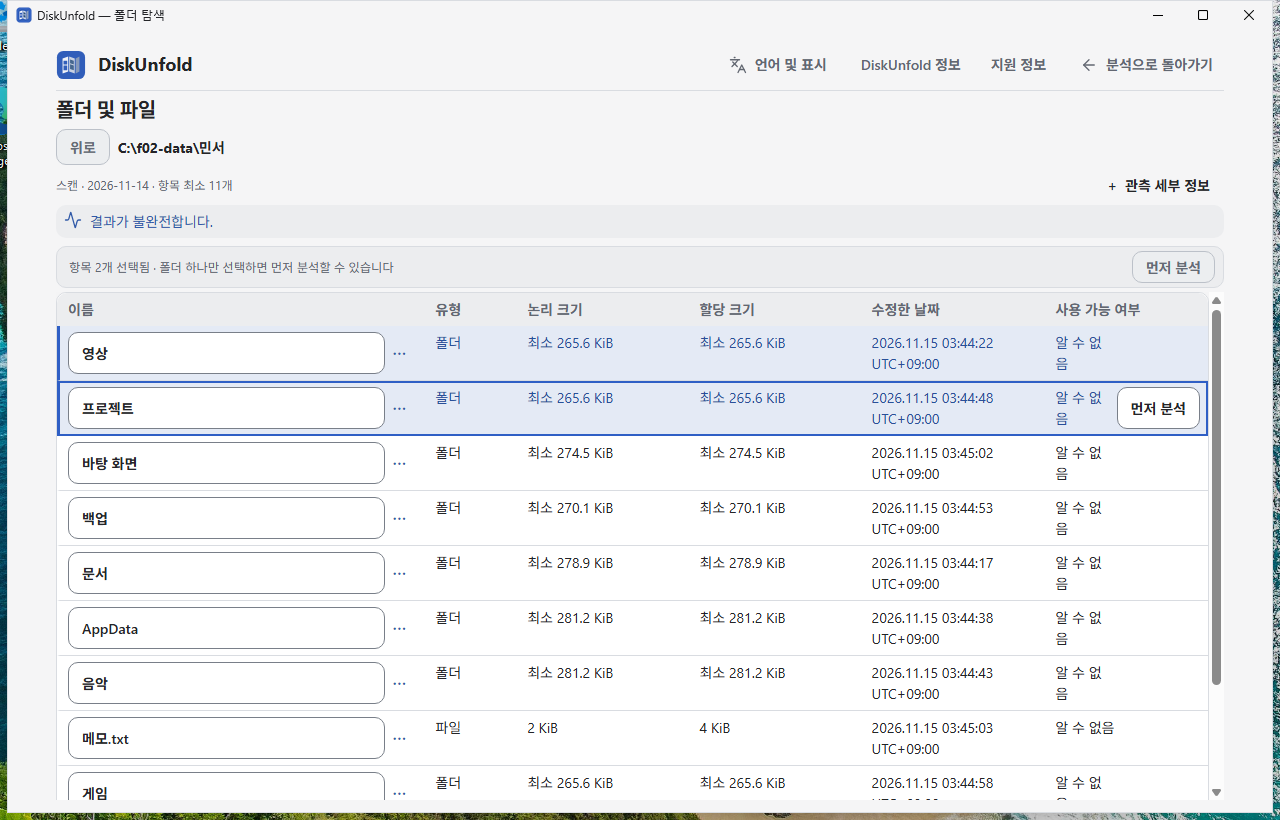 DiskUnfold — 폴더 탐색
DiskUnfold
언어 및 표시
DiskUnfold 정보
지원 정보
← 분석으로 돌아가기
폴더 및 파일
위로
C:\f02-data\민서
스캔 · 2026-11-14 · 항목 최소 11개
+ 관측 세부 정보
결과가 불완전합니다.
항목 2개 선택됨 · 폴더 하나만 선택하면 먼저 분석할 수 있습니다
먼저 분석
이름 유형 논리 크기 할당 크기 수정한 날짜 사용 가능 여부
영상 ... 폴더 최소 265.6 KiB 최소 265.6 KiB 2026.11.15 03:44:22 알 수 없
UTC+09:00 음
프로젝트 ... 폴더 최소 265.6 KiB 최소 265.6 KiB 2026.11.15 03:44:48 알 수 없 먼저 분석
UTC+09:00 음
바탕 화면 ... 폴더 최소 274.5 KiB 최소 274.5 KiB 2026.11.15 03:45:02 알 수 없
UTC+09:00 음
백업 ... 폴더 최소 270.1 KiB 최소 270.1 KiB 2026.11.15 03:44:53 알 수 없
UTC+09:00 음
문서 ... 폴더 최소 278.9 KiB 최소 278.9 KiB 2026.11.15 03:44:17 알 수 없
UTC+09:00 음
AppData ... 폴더 최소 281.2 KiB 최소 281.2 KiB 2026.11.15 03:44:38 알 수 없
UTC+09:00 음
음악 ... 폴더 최소 281.2 KiB 최소 281.2 KiB 2026.11.15 03:44:43 알 수 없
UTC+09:00 음
메모.txt ... 파일 2 KiB 4 KiB 2026.11.15 03:45:03 알 수 없음
UTC+09:00
게임 ... 폴더 최소 265.6 KiB 최소 265.6 KiB 2026.11.15 03:44:58 알 수 없